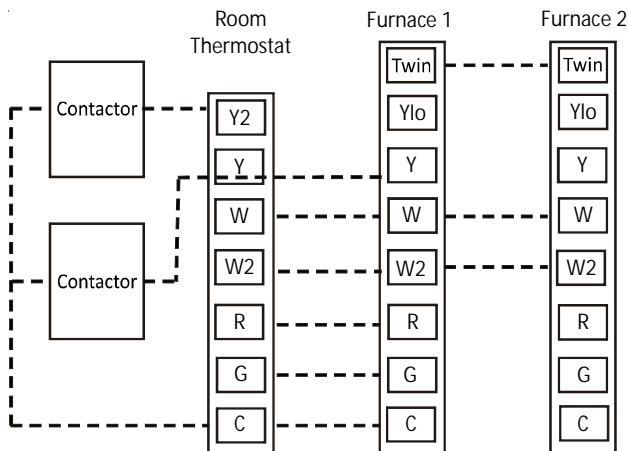 Room
Thermostat
Furnace 1
Furnace 2
Contactor
Contactor
Y2
Y
W
W2
R
G
C
Twin
Ylo
Y
W
W2
R
G
C
Twin
Ylo
Y
W
W2
R
G
C